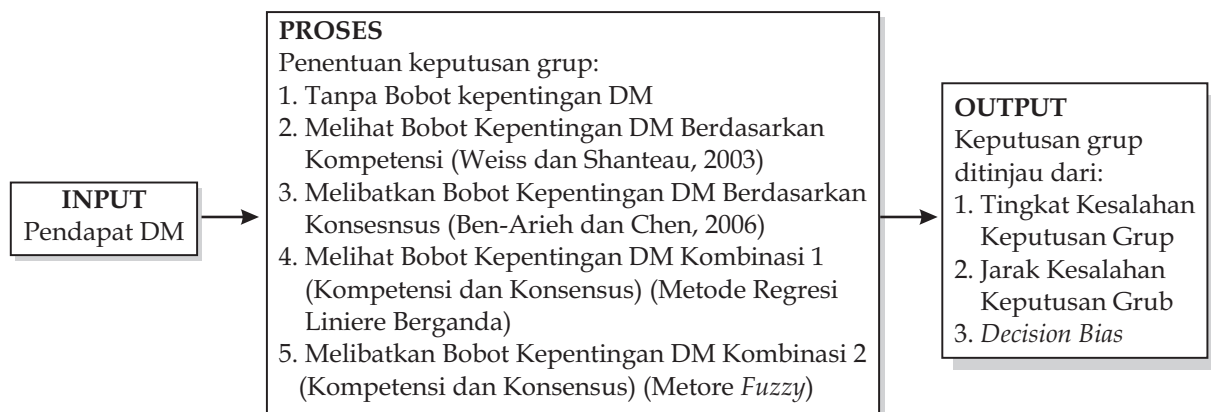 INPUT
Pendapat DM
PROSES
Penentuan keputusan grup:
1. Tanpa Bobot kepentingan DM
2. Melihat Bobot Kepentingan DM Berdasarkan
Kompetensi (Weiss dan Shanteau, 2003)
3. Melibatkan Bobot Kepentingan DM Berdasarkan
Konsesnsus (Ben-Arieh dan Chen, 2006)
4. Melihat Bobot Kepentingan DM Kombinasi 1
(Kompetensi dan Konsensus) (Metode Regresi
Liniere Berganda)
5. Melibatkan Bobot Kepentingan DM Kombinasi 2
(Kompetensi dan Konsensus) (Metore Fuzzy)
OUTPUT
Keputusan grup
ditinjau dari:
1. Tingkat Kesalahan
Keputusan Grup
2. Jarak Kesalahan
Keputusan Grub
3. Decision Bias